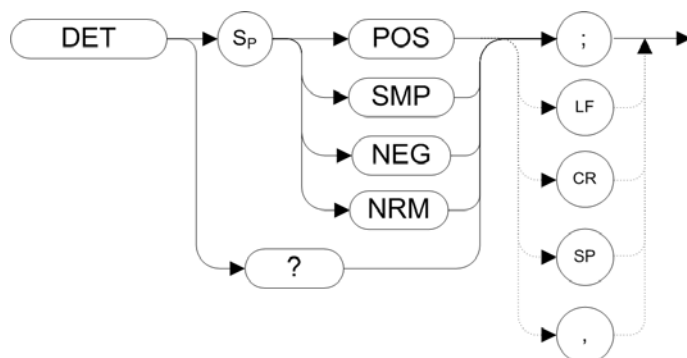 DET SP POS ;
SMP LF
NEG CR
NRM SP
?
,